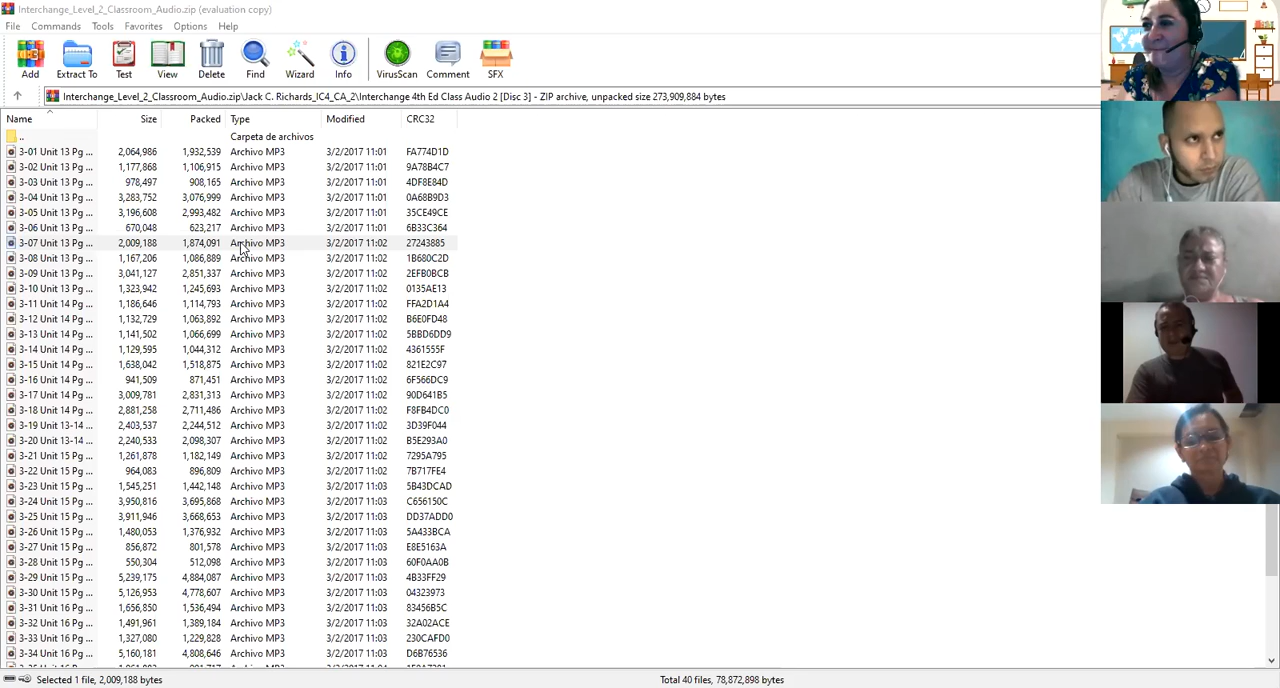 Interchange_Level_2_Classroom_Audio.zip (evaluation copy)
File Commands Tools Favorites Options Help
Add Extract To Test View Delete Find Wizard Info VirusScan Comment SFX
Interchange_Level_2_Classroom_Audio.zip\Jack C. Richards_IC4_CA_2\Interchange 4th Ed Class Audio 2 [Disc 3] - ZIP archive, unpacked size 273,909,884 bytes
Name Size Packed Type Modified CRC32
.. Carpeta de archivos
3-01 Unit 13 Pg ... 2,064,986 1,932,539 Archivo MP3 3/2/2017 11:01 FA774D1D
3-02 Unit 13 Pg ... 1,177,868 1,106,915 Archivo MP3 3/2/2017 11:01 9A78B4C7
3-03 Unit 13 Pg ... 978,497 908,165 Archivo MP3 3/2/2017 11:01 4DF8E84D
3-04 Unit 13 Pg ... 3,283,752 3,076,999 Archivo MP3 3/2/2017 11:01 0A68B9D3
3-05 Unit 13 Pg ... 3,196,608 2,993,482 Archivo MP3 3/2/2017 11:01 35CE49CE
3-06 Unit 13 Pg ... 670,048 623,217 Archivo MP3 3/2/2017 11:01 6B33C364
3-07 Unit 13 Pg ... 2,009,188 1,874,091 Archivo MP3 3/2/2017 11:02 27243885
3-08 Unit 13 Pg ... 1,167,206 1,086,889 Archivo MP3 3/2/2017 11:02 1B680C2D
3-09 Unit 13 Pg ... 3,041,127 2,851,337 Archivo MP3 3/2/2017 11:02 2EFB0BCB
3-10 Unit 13 Pg ... 1,323,942 1,245,693 Archivo MP3 3/2/2017 11:02 0135AE13
3-11 Unit 14 Pg ... 1,186,646 1,114,793 Archivo MP3 3/2/2017 11:02 FFA2D1A4
3-12 Unit 14 Pg ... 1,132,729 1,063,892 Archivo MP3 3/2/2017 11:02 B6E0FD48
3-13 Unit 14 Pg ... 1,141,502 1,066,699 Archivo MP3 3/2/2017 11:02 5BBD6DD9
3-14 Unit 14 Pg ... 1,129,595 1,044,312 Archivo MP3 3/2/2017 11:02 4361555F
3-15 Unit 14 Pg ... 1,638,042 1,518,875 Archivo MP3 3/2/2017 11:02 821E2C97
3-16 Unit 14 Pg ... 941,509 871,451 Archivo MP3 3/2/2017 11:02 6F566DC9
3-17 Unit 14 Pg ... 3,009,781 2,831,313 Archivo MP3 3/2/2017 11:02 90D641B5
3-18 Unit 14 Pg ... 2,881,258 2,711,486 Archivo MP3 3/2/2017 11:02 F8FB4DC0
3-19 Unit 13-14 ... 2,403,537 2,244,512 Archivo MP3 3/2/2017 11:02 3D39F044
3-20 Unit 13-14 ... 2,240,533 2,098,307 Archivo MP3 3/2/2017 11:02 B5E293A0
3-21 Unit 15 Pg ... 1,261,878 1,182,149 Archivo MP3 3/2/2017 11:02 7295A795
3-22 Unit 15 Pg ... 964,083 896,809 Archivo MP3 3/2/2017 11:02 7B717FE4
3-23 Unit 15 Pg ... 1,545,251 1,442,148 Archivo MP3 3/2/2017 11:03 5B43DCAD
3-24 Unit 15 Pg ... 3,950,816 3,695,868 Archivo MP3 3/2/2017 11:03 C656150C
3-25 Unit 15 Pg ... 3,911,946 3,668,653 Archivo MP3 3/2/2017 11:03 DD37ADD0
3-26 Unit 15 Pg ... 1,480,053 1,376,932 Archivo MP3 3/2/2017 11:03 5A433BCA
3-27 Unit 15 Pg ... 856,872 801,578 Archivo MP3 3/2/2017 11:03 E8E5163A
3-28 Unit 15 Pg ... 550,304 512,098 Archivo MP3 3/2/2017 11:03 60F0AA0B
3-29 Unit 15 Pg ... 5,239,175 4,884,087 Archivo MP3 3/2/2017 11:03 4B33FF29
3-30 Unit 15 Pg ... 5,126,953 4,778,607 Archivo MP3 3/2/2017 11:03 04323973
3-31 Unit 16 Pg ... 1,656,850 1,536,494 Archivo MP3 3/2/2017 11:03 83456B5C
3-32 Unit 16 Pg ... 1,491,961 1,389,184 Archivo MP3 3/2/2017 11:03 32A02ACE
3-33 Unit 16 Pg ... 1,327,080 1,229,828 Archivo MP3 3/2/2017 11:03 230CAFD0
3-34 Unit 16 Pg ... 5,160,181 4,808,646 Archivo MP3 3/2/2017 11:03 D6B76536
Selected 1 file, 2,009,188 bytes Total 40 files, 78,872,898 bytes